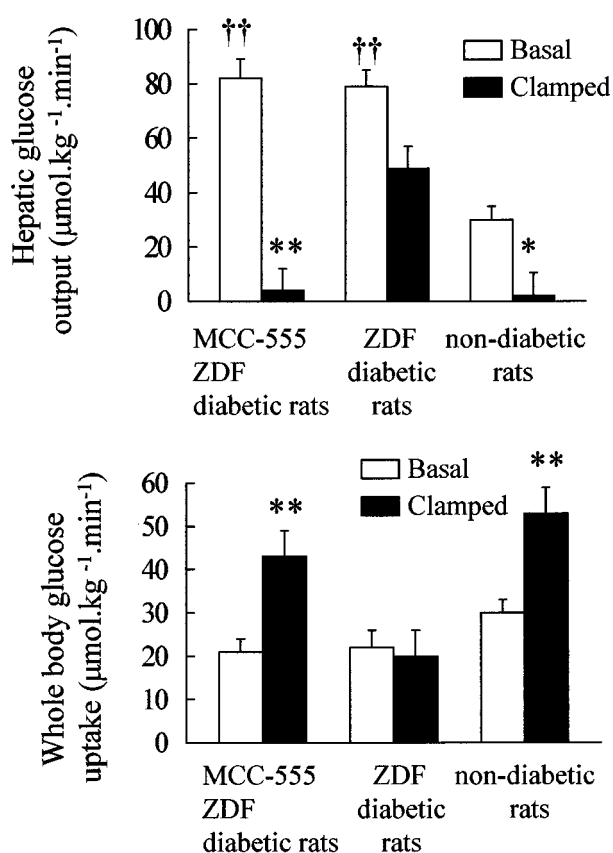 Hepatic glucose
output (μmol.kg⁻¹.min⁻¹)
100
80
60
40
20
0
††
**
††
*
Basal
Clamped
MCC-555
ZDF
diabetic rats
ZDF
diabetic
rats
non-diabetic
rats
Whole body glucose
uptake (μmol.kg⁻¹.min⁻¹)
60
50
40
30
20
10
0
Basal
Clamped
**
**
MCC-555
ZDF
diabetic rats
ZDF
diabetic
rats
non-diabetic
rats